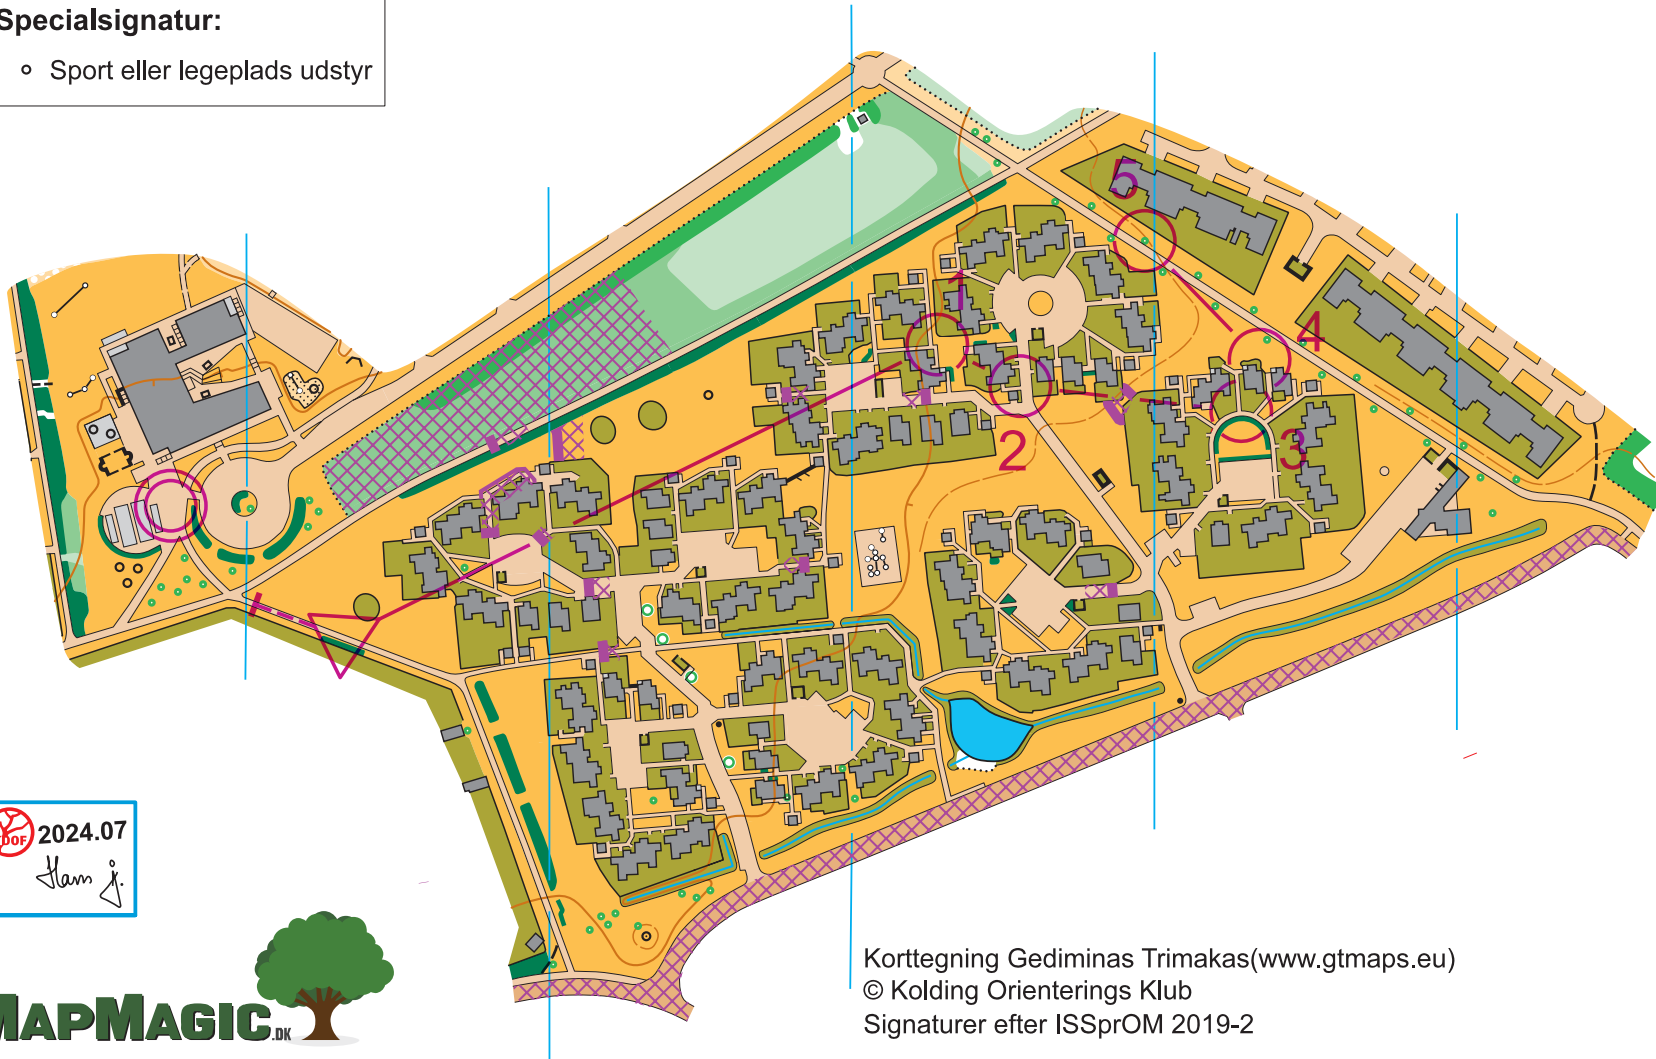 Specialsignatur:
Sport eller legeplads udstyr
5
1
4
2
3
DOF
2024.07
Hans J.
MAPMAGIC.DK
Korttegning Gediminas Trimakas(www.gtmaps.eu)
© Kolding Orienterings Klub
Signaturer efter ISSprOM 2019-2